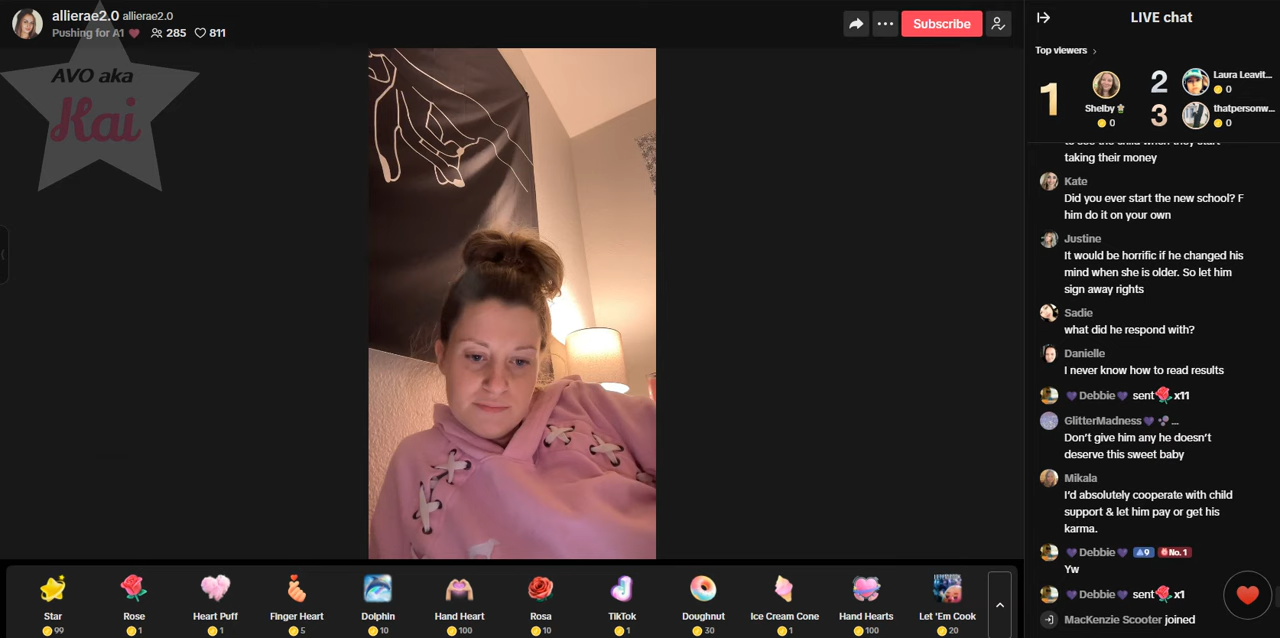 allierae2.0 allierae2.0
Pushing for A1 285 811
Subscribe
AVO aka
Kai
LIVE chat
Top viewers
1
Shelby
0
2
Laura Leavit...
0
3
thatpersonw...
0
taking their money
Kate
Did you ever start the new school? F
him do it on your own
Justine
It would be horrific if he changed his
mind when she is older. So let him
sign away rights
Sadie
what did he respond with?
Danielle
I never know how to read results
Debbie sent x11
GlitterMadness ...
Don't give him any he doesn't
deserve this sweet baby
Mikala
I'd absolutely cooperate with child
support & let him pay or get his
karma.
Debbie 9 No. 1
Yw
Debbie sent x1
MacKenzie Scooter joined
Star
99
Rose
1
Heart Puff
1
Finger Heart
5
Dolphin
10
Hand Heart
100
Rosa
10
TikTok
1
Doughnut
30
Ice Cream Cone
1
Hand Hearts
100
Let 'Em Cook
20